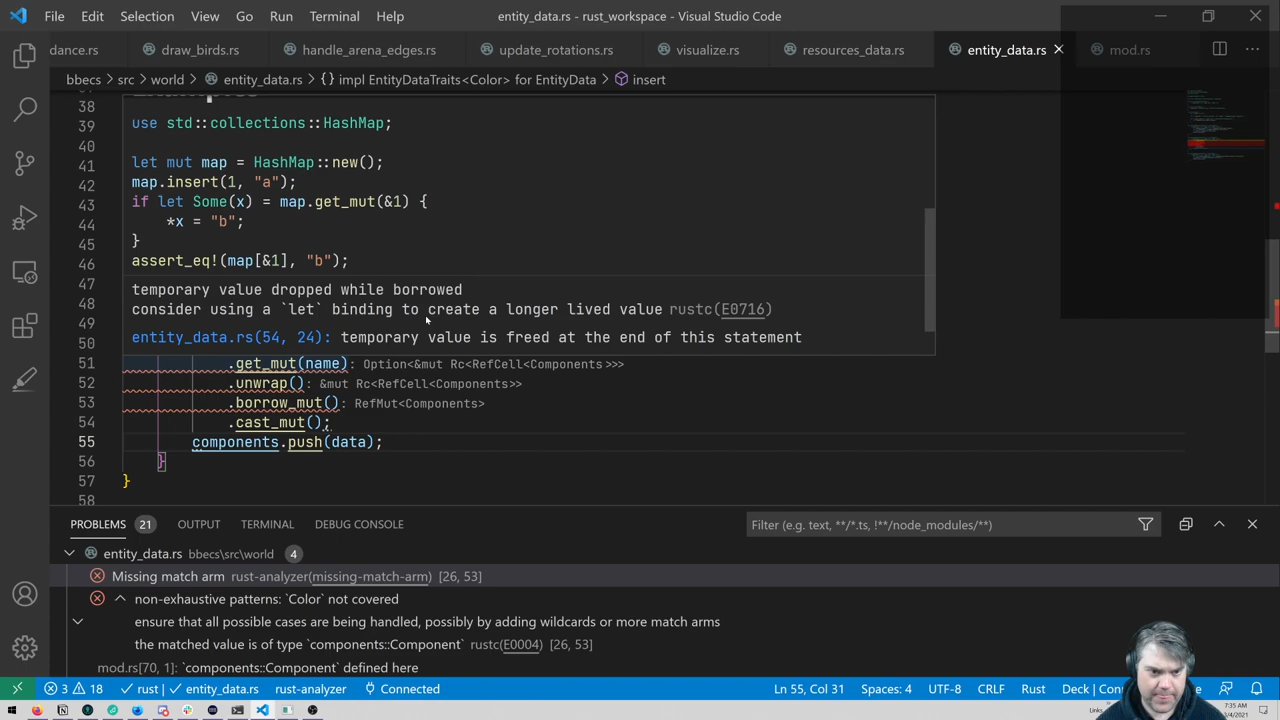 File Edit Selection View Go Run Terminal Help entity_data.rs - rust_workspace - Visual Studio Code
dance.rs draw_birds.rs handle_arena_edges.rs update_rotations.rs visualize.rs resources_data.rs entity_data.rs mod.rs
bbecs > src > world > entity_data.rs > {} impl EntityDataTraits<Color> for EntityData > insert
38
39 use std::collections::HashMap;
40
41 let mut map = HashMap::new();
42 map.insert(1, "a");
43 if let Some(x) = map.get_mut(&1) {
44 *x = "b";
45 }
46 assert_eq!(map[&1], "b");
47 temporary value dropped while borrowed
48 consider using a `let` binding to create a longer lived value rustc(E0716)
49
50 entity_data.rs(54, 24): temporary value is freed at the end of this statement
51 .get_mut(name): Option<&mut Rc<RefCell<Components>>>
52 .unwrap(): &mut Rc<RefCell<Components>>
53 .borrow_mut(): RefMut<Components>
54 .cast_mut();
55 components.push(data);
56 }
57 }
58
PROBLEMS 21 OUTPUT TERMINAL DEBUG CONSOLE Filter (e.g. text, **/*.ts, !**/node_modules/**)
entity_data.rs bbecs\src\world 4
Missing match arm rust-analyzer(missing-match-arm) [26, 53]
non-exhaustive patterns: `Color` not covered
ensure that all possible cases are being handled, possibly by adding wildcards or more match arms
the matched value is of type `components::Component` rustc(E0004) [26, 53]
mod.rs[70, 1]: `components::Component` defined here
3 18 rust | entity_data.rs rust-analyzer Connected Ln 55, Col 31 Spaces: 4 UTF-8 CRLF Rust Deck | Con
Links 7:35 AM
3/4/2021